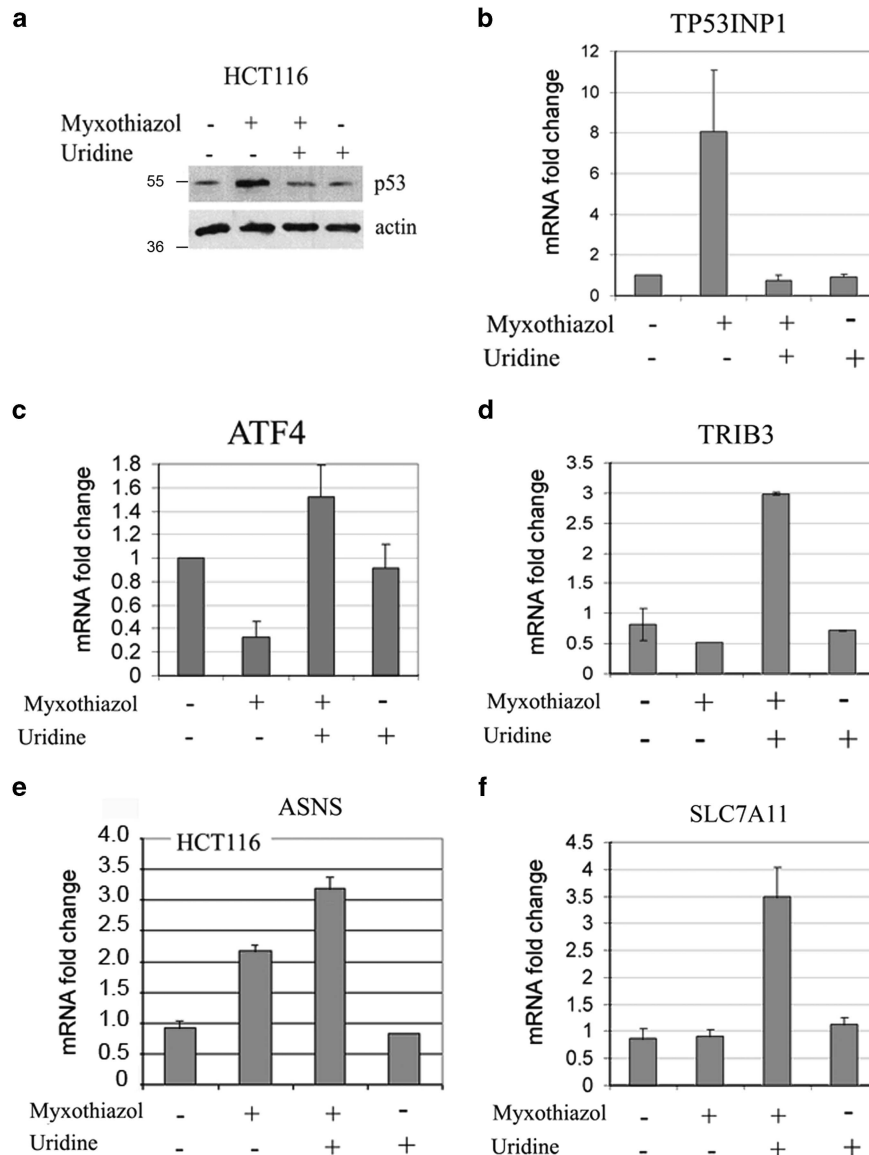 a
HCT116
Myxothiazol - + + -
Uridine - - + +
55 p53
actin
36
b
TP53INP1
mRNA fold change
12
10
8
6
4
2
0
Myxothiazol - + + -
Uridine - - + +
c
ATF4
mRNA fold change
1.8
1.6
1.4
1.2
1
0.8
0.6
0.4
0.2
0
Myxothiazol - + + -
Uridine - - + +
d
TRIB3
mRNA fold change
3.5
3
2.5
2
1.5
1
0.5
0
Myxothiazol - + + -
Uridine - - + +
e
ASNS
HCT116
mRNA fold change
4.0
3.5
3.0
2.5
2.0
1.5
1.0
0.5
0
Myxothiazol - + + -
Uridine - - + +
f
SLC7A11
mRNA fold change
4.5
4
3.5
3
2.5
2
1.5
1
0.5
0
Myxothiazol - + + -
Uridine - - + +